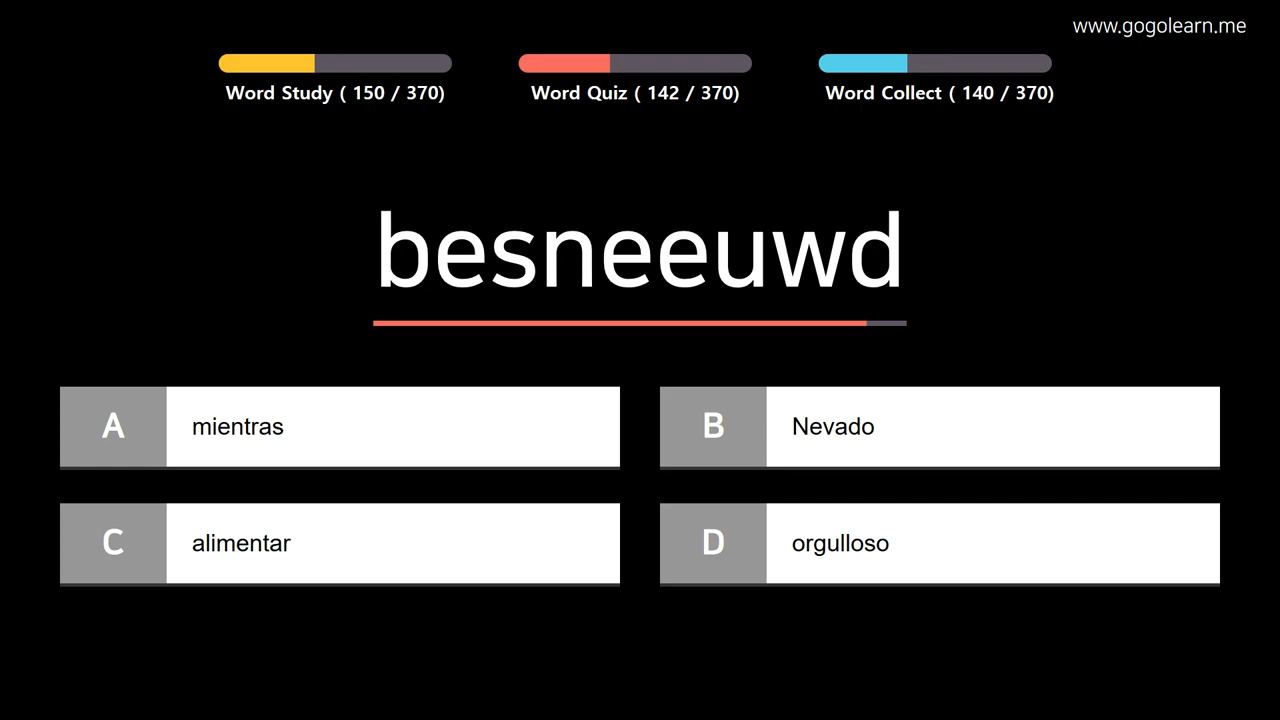 www.gogolearn.me
Word Study ( 150 / 370)
Word Quiz ( 142 / 370)
Word Collect ( 140 / 370)
besneeuwd
A mientras
B Nevado
C alimentar
D orgulloso